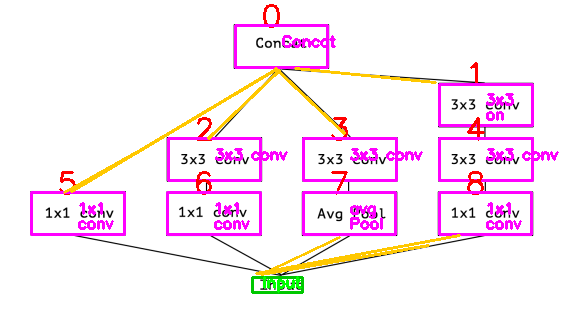 0
Concat Concat
1
3x3 conv 3x3
on
2 3 4
3x3 conv 3x3 conv 3x3 conv 3x3 conv 3x3 conv 3x3 conv
5 6 7 8
1x1 conv 1x1 1x1 conv 1x1 Avg Pool avg 1x1 conv 1x1
conv conv Pool conv
Input Input